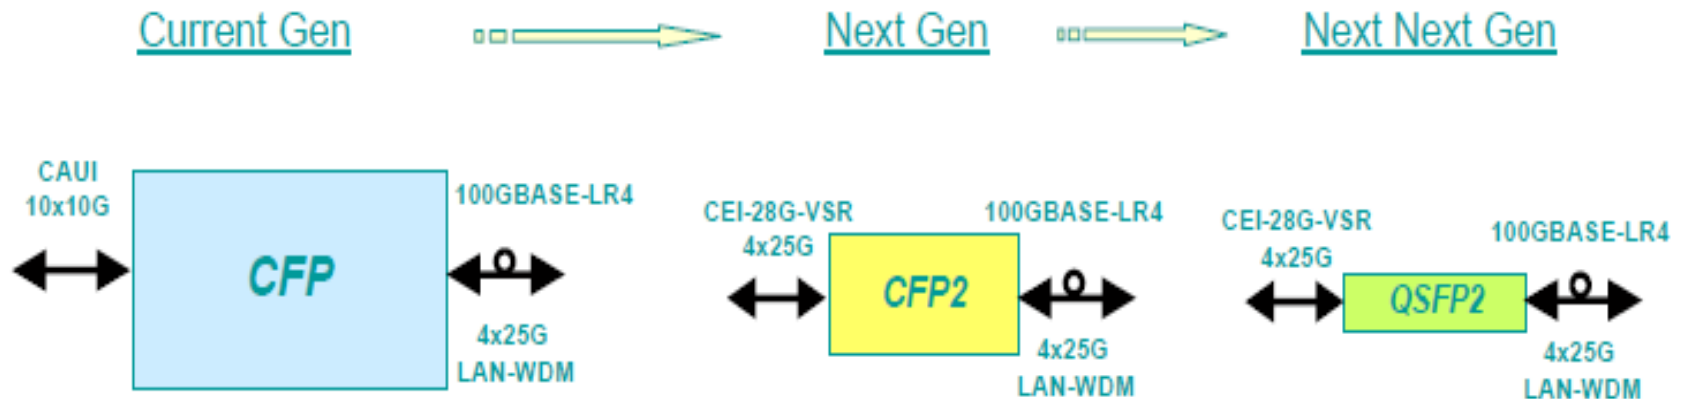 Current Gen
Next Gen
Next Next Gen
CAUI
10x10G
CFP
100GBASE-LR4
4x25G
LAN-WDM
CEI-28G-VSR
4x25G
CFP2
100GBASE-LR4
4x25G
LAN-WDM
CEI-28G-VSR
4x25G
QSFP2
100GBASE-LR4
4x25G
LAN-WDM